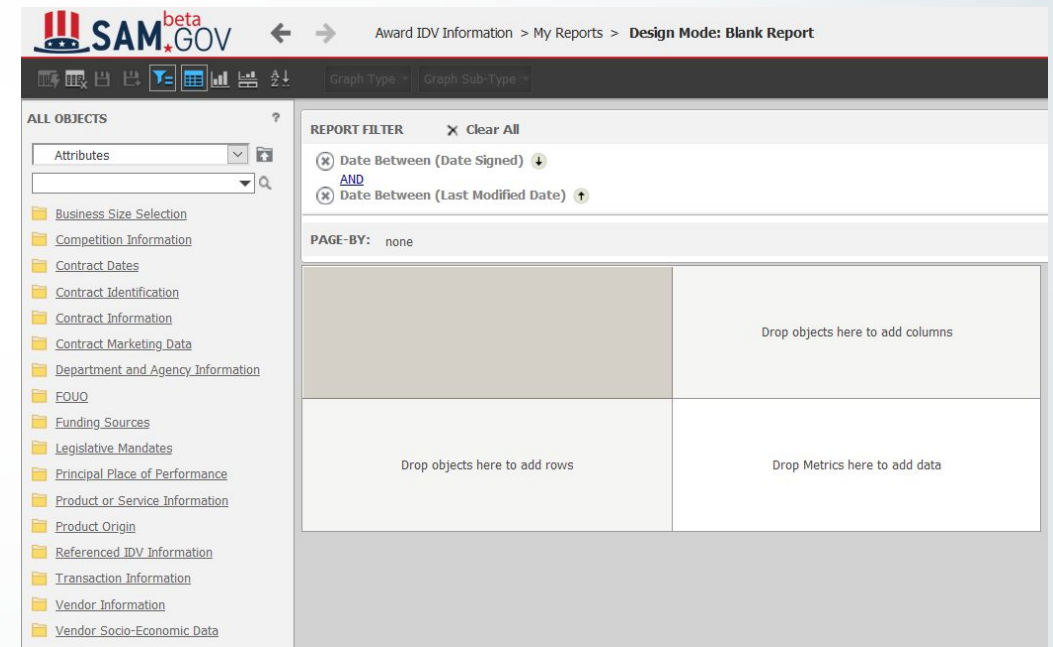 beta
SAM.GOV
Award IDV Information > My Reports > Design Mode: Blank Report
Graph Type Graph Sub-Type
ALL OBJECTS ?
Attributes
Business Size Selection
Competition Information
Contract Dates
Contract Identification
Contract Information
Contract Marketing Data
Department and Agency Information
FOUO
Funding Sources
Legislative Mandates
Principal Place of Performance
Product or Service Information
Product Origin
Referenced IDV Information
Transaction Information
Vendor Information
Vendor Socio-Economic Data
REPORT FILTER Clear All
Date Between (Date Signed)
AND
Date Between (Last Modified Date)
PAGE-BY: none
Drop objects here to add columns
Drop objects here to add rows
Drop Metrics here to add data